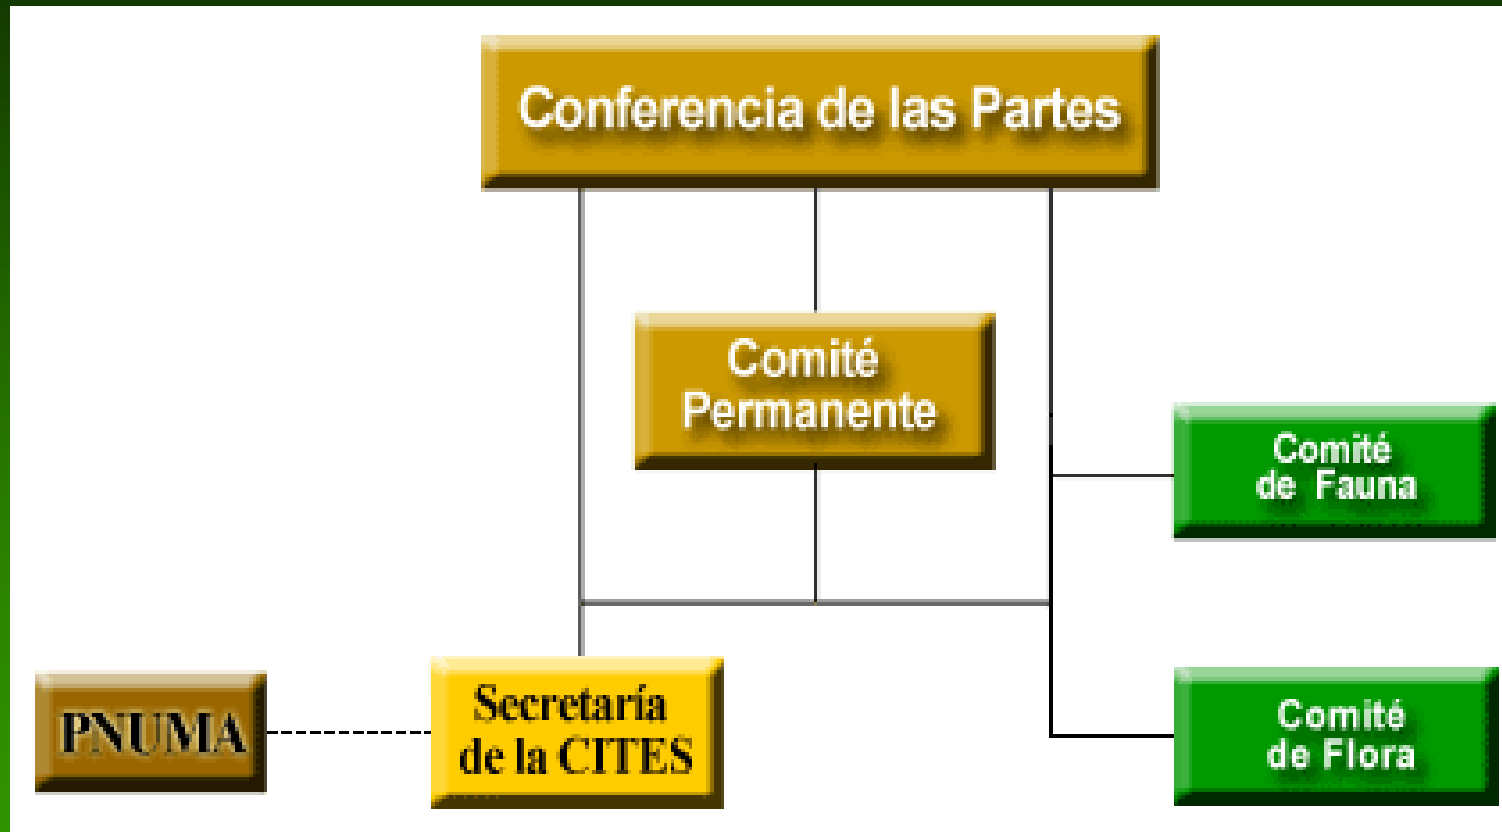 Conferencia de las Partes
Comité
Permanente
Comité
de Fauna
PNUMA
Secretaría
de la CITES
Comité
de Flora